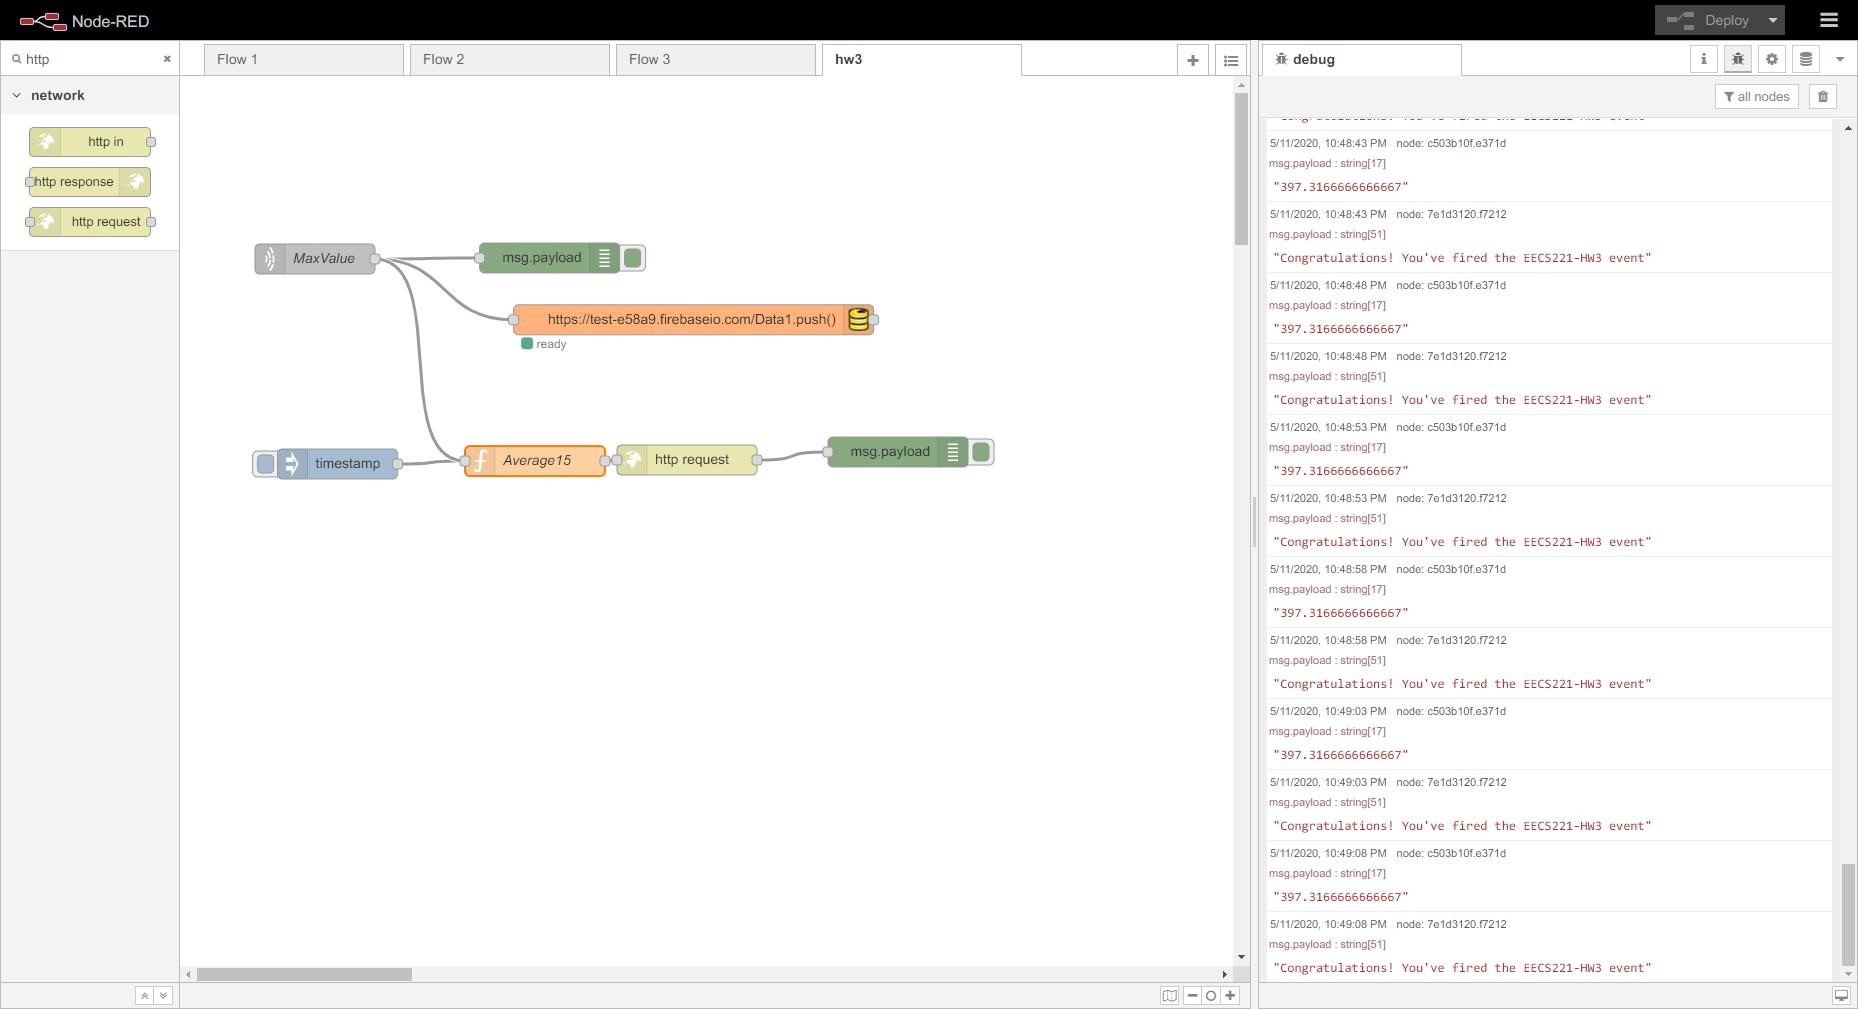 Node-RED
Deploy
http
network
http in
http response
http request
Flow 1
Flow 2
Flow 3
hw3
MaxValue
msg.payload
https://test-e58a9.firebaseio.com/Data1.push()
ready
timestamp
Average15
http request
msg.payload
debug
all nodes
5/11/2020, 10:48:43 PM node: c503b10f.e371d
msg.payload : string[17]
"397.3166666666667"
5/11/2020, 10:48:43 PM node: 7e1d3120.f7212
msg.payload : string[51]
"Congratulations! You've fired the EECS221-HW3 event"
5/11/2020, 10:48:48 PM node: c503b10f.e371d
msg.payload : string[17]
"397.3166666666667"
5/11/2020, 10:48:48 PM node: 7e1d3120.f7212
msg.payload : string[51]
"Congratulations! You've fired the EECS221-HW3 event"
5/11/2020, 10:48:53 PM node: c503b10f.e371d
msg.payload : string[17]
"397.3166666666667"
5/11/2020, 10:48:53 PM node: 7e1d3120.f7212
msg.payload : string[51]
"Congratulations! You've fired the EECS221-HW3 event"
5/11/2020, 10:48:58 PM node: c503b10f.e371d
msg.payload : string[17]
"397.3166666666667"
5/11/2020, 10:48:58 PM node: 7e1d3120.f7212
msg.payload : string[51]
"Congratulations! You've fired the EECS221-HW3 event"
5/11/2020, 10:49:03 PM node: c503b10f.e371d
msg.payload : string[17]
"397.3166666666667"
5/11/2020, 10:49:03 PM node: 7e1d3120.f7212
msg.payload : string[51]
"Congratulations! You've fired the EECS221-HW3 event"
5/11/2020, 10:49:08 PM node: c503b10f.e371d
msg.payload : string[17]
"397.3166666666667"
5/11/2020, 10:49:08 PM node: 7e1d3120.f7212
msg.payload : string[51]
"Congratulations! You've fired the EECS221-HW3 event"